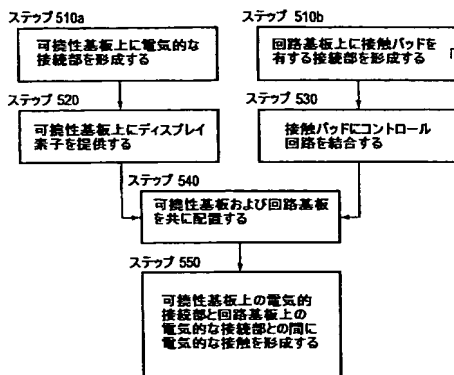 ステップ 510a
可撓性基板上に電気的な
接続部を形成する
ステップ 510b
回路基板上に接触パッドを
有する接続部を形成する
「
ステップ 520
可撓性基板上にディスプレイ
素子を提供する
ステップ 530
接触パッドにコントロール
回路を結合する
ステップ 540
可撓性基板および回路基板
を共に配置する
ステップ 550
可撓性基板上の電気的
接続部と回路基板上の
電気的な接続部との間に
電気的な接触を形成する